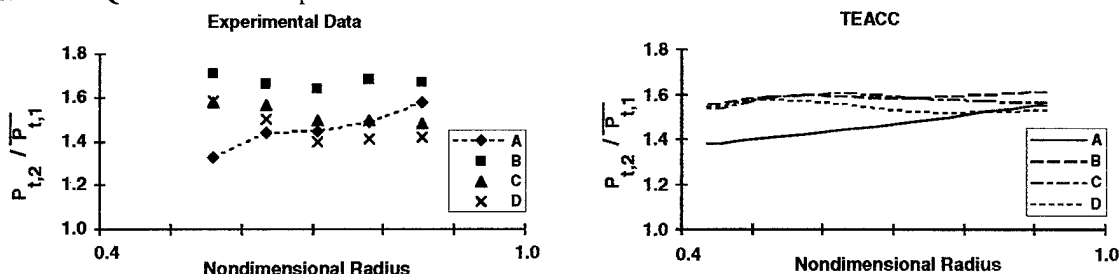 Experimental Data
P t,2 / P t,1
1.8
1.6
1.4
1.2
1.0
0.4
1.0
Nondimensional Radius
A
B
C
D
TEACC
P t,2 / P t,1
1.8
1.6
1.4
1.2
1.0
0.4
1.0
Nondimensional Radius
A
B
C
D